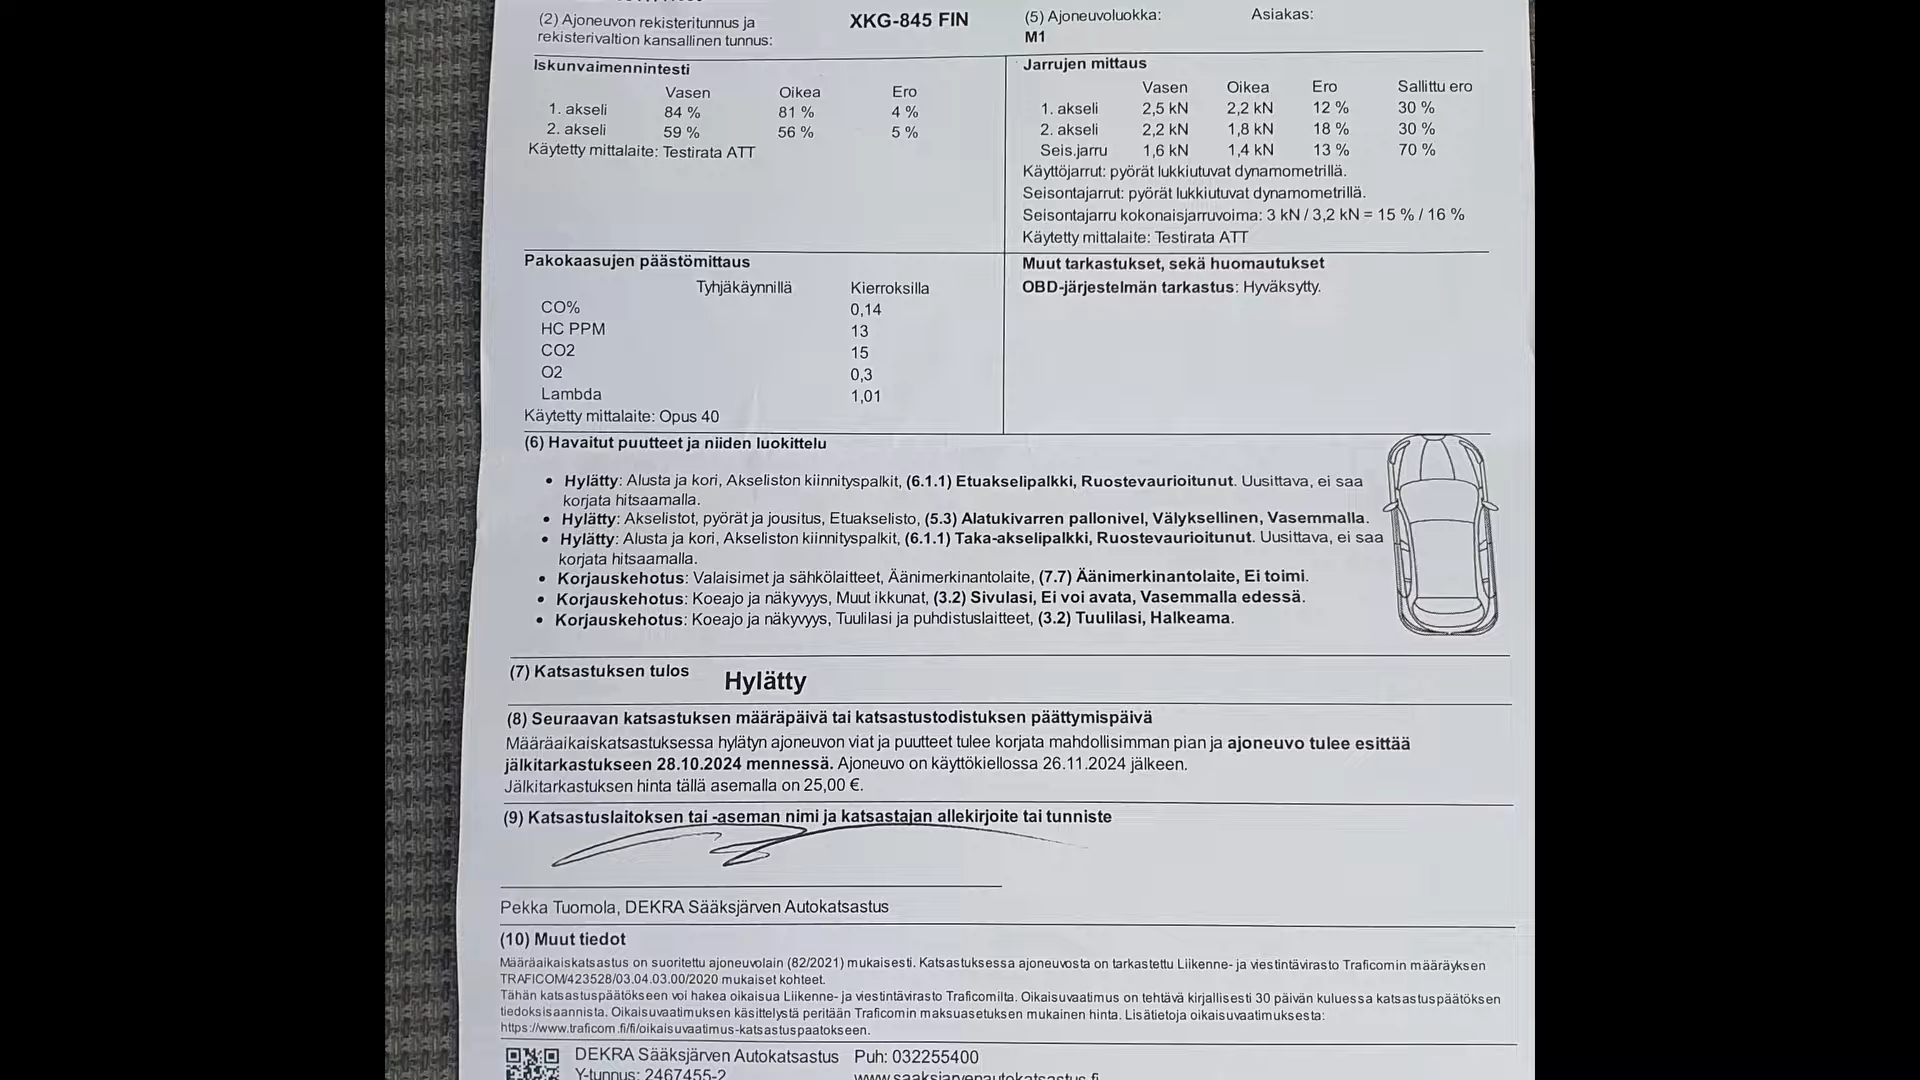 (2) Ajoneuvon rekisteritunnus ja
rekisterivaltion kansallinen tunnus:
XKG-845 FIN
(5) Ajoneuvoluokka:
M1
Asiakas:
Iskunvaimennintesti
Vasen Oikea Ero
1. akseli 84 % 81 % 4 %
2. akseli 59 % 56 % 5 %
Käytetty mittalaite: Testirata ATT
Jarrujen mittaus
Vasen Oikea Ero Sallittu ero
1. akseli 2,5 kN 2,2 kN 12 % 30 %
2. akseli 2,2 kN 1,8 kN 18 % 30 %
Seis.jarru 1,6 kN 1,4 kN 13 % 70 %
Käyttöjarrut: pyörät lukkiutuvat dynamometrillä.
Seisontajarrut: pyörät lukkiutuvat dynamometrillä.
Seisontajarru kokonaisjarruvoima: 3 kN / 3,2 kN = 15 % / 16 %
Käytetty mittalaite: Testirata ATT
Pakokaasujen päästömittaus
Tyhjäkäynnillä Kierroksilla
CO% 0,14
HC PPM 13
CO2 15
O2 0,3
Lambda 1,01
Käytetty mittalaite: Opus 40
Muut tarkastukset, sekä huomautukset
OBD-järjestelmän tarkastus: Hyväksytty.
(6) Havaitut puutteet ja niiden luokittelu
• Hylätty: Alusta ja kori, Akseliston kiinnityspalkit, (6.1.1) Etuakselipalkki, Ruostevaurioitunut. Uusittava, ei saa
korjata hitsaamalla.
• Hylätty: Akselistot, pyörät ja jousitus, Etuakselisto, (5.3) Alatukivarren pallonivel, Välyksellinen, Vasemmalla.
• Hylätty: Alusta ja kori, Akseliston kiinnityspalkit, (6.1.1) Taka-akselipalkki, Ruostevaurioitunut. Uusittava, ei saa
korjata hitsaamalla.
• Korjauskehotus: Valaisimet ja sähkölaitteet, Äänimerkinantolaite, (7.7) Äänimerkinantolaite, Ei toimi.
• Korjauskehotus: Koeajo ja näkyvyys, Muut ikkunat, (3.2) Sivulasi, Ei voi avata, Vasemmalla edessä.
• Korjauskehotus: Koeajo ja näkyvyys, Tuulilasi ja puhdistuslaitteet, (3.2) Tuulilasi, Halkeama.
(7) Katsastuksen tulos Hylätty
(8) Seuraavan katsastuksen määräpäivä tai katsastustodistuksen päättymispäivä
Määräaikaiskatsastuksessa hylätyn ajoneuvon viat ja puutteet tulee korjata mahdollisimman pian ja ajoneuvo tulee esittää
jälkitarkastukseen 28.10.2024 mennessä. Ajoneuvo on käyttökiellossa 26.11.2024 jälkeen.
Jälkitarkastuksen hinta tällä asemalla on 25,00 €.
(9) Katsastuslaitoksen tai -aseman nimi ja katsastajan allekirjoite tai tunniste
Pekka Tuomola, DEKRA Sääksjärven Autokatsastus
(10) Muut tiedot
Määräaikaiskatsastus on suoritettu ajoneuvolain (82/2021) mukaisesti. Katsastuksessa ajoneuvosta on tarkastettu Liikenne- ja viestintävirasto Traficomin määräyksen
TRAFICOM/423528/03.04.03.00/2020 mukaiset kohteet.
Tähän katsastuspäätökseen voi hakea oikaisua Liikenne- ja viestintävirasto Traficomilta. Oikaisuvaatimus on tehtävä kirjallisesti 30 päivän kuluessa katsastuspäätöksen
tiedoksisaannista. Oikaisuvaatimuksen käsittelystä peritään Traficomin maksuasetuksen mukainen hinta. Lisätietoja oikaisuvaatimuksesta:
https://www.traficom.fi/fi/oikaisuvaatimus-katsastuspaatokseen.
DEKRA Sääksjärven Autokatsastus Puh: 032255400
Y-tunnus: 2467455-2 www.saaksjarvenautokatsastus.fi